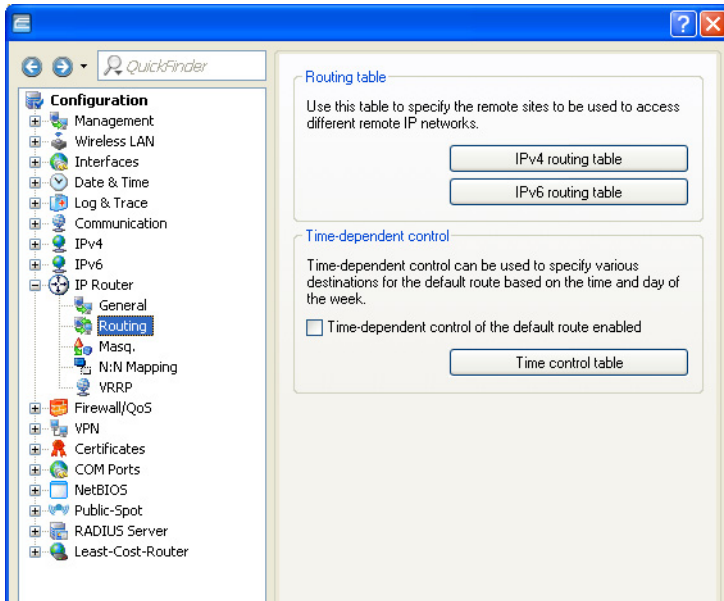 QuickFinder
Configuration
Management
Wireless LAN
Interfaces
Date & Time
Log & Trace
Communication
IPv4
IPv6
IP Router
General
Routing
Masq.
N:N Mapping
VRRP
Firewall/QoS
VPN
Certificates
COM Ports
NetBIOS
Public-Spot
RADIUS Server
Least-Cost-Router
Routing table
Use this table to specify the remote sites to be used to access
different remote IP networks.
IPv4 routing table
IPv6 routing table
Time-dependent control
Time-dependent control can be used to specify various
destinations for the default route based on the time and day of
the week.
Time-dependent control of the default route enabled
Time control table